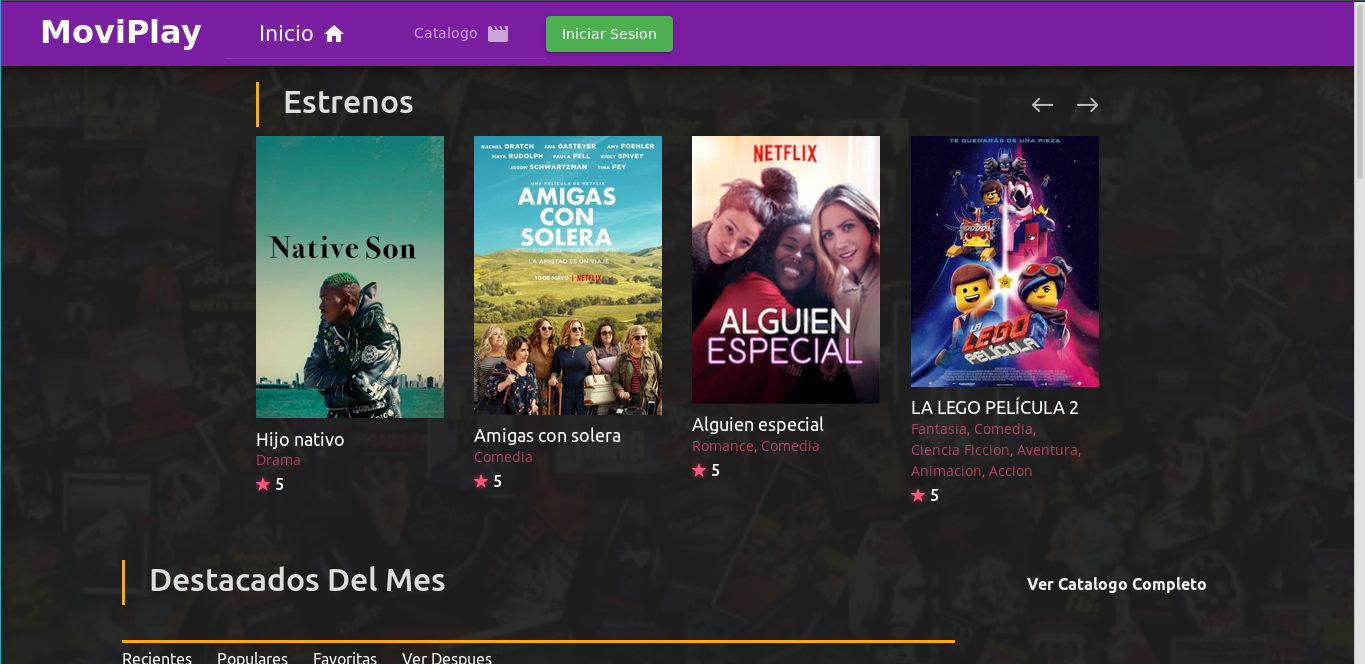 MoviPlay
Inicio
Catalogo
Iniciar Sesion
Estrenos
Native Son
Hijo nativo
Drama
5
RACHEL DRATCH ANA GASTEYER AMY POEHLER
MAYA RUDOLPH PAULA PELL EMILY SPIVEY
JASON SCHWARTZMAN TINA FEY
UNA PELÍCULA DE NETFLIX
AMIGAS
CON
SOLERA
LA AMISTAD ES UN VIAJE
10 DE MAYO | NETFLIX
Amigas con solera
Comedia
5
NETFLIX
ALGUIEN
ESPECIAL
Alguien especial
Romance, Comedia
5
TE QUEDARÁS DE UNA PIEZA
LA
LEGO
PELÍCULA
LA LEGO PELÍCULA 2
Fantasia, Comedia,
Ciencia Ficcion, Aventura,
Animacion, Accion
5
Destacados Del Mes
Ver Catalogo Completo
Recientes Populares Favoritas Ver Despues